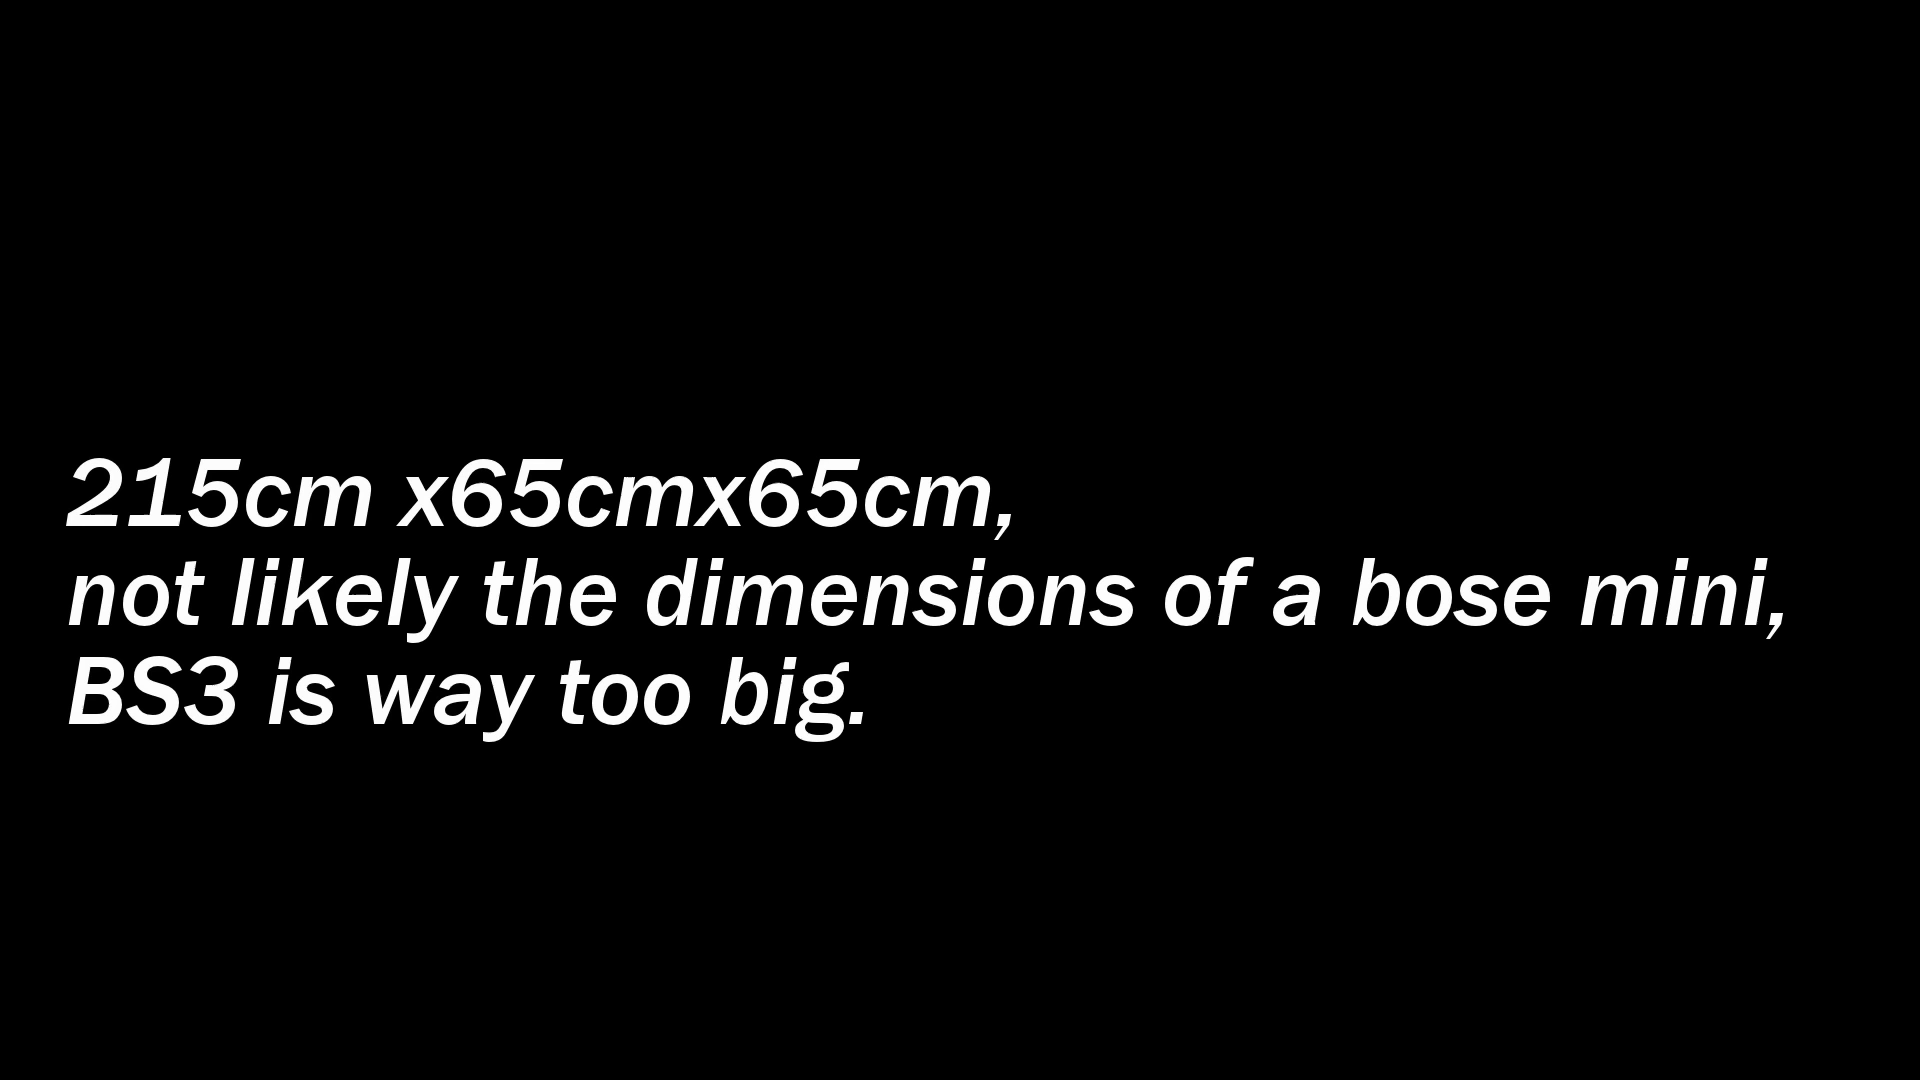 215cm x65cmx65cm,
not likely the dimensions of a bose mini,
BS3 is way too big.